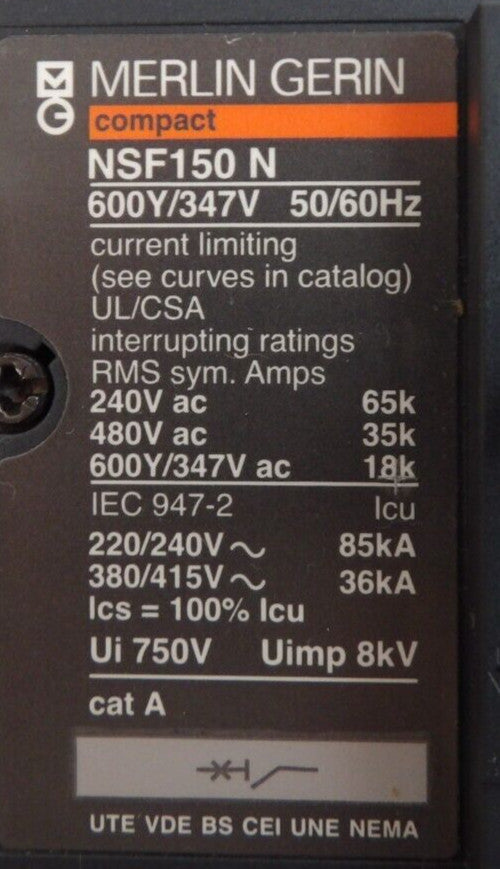 MERLIN GERIN
compact
NSF150 N
600Y/347V 50/60Hz
current limiting
(see curves in catalog)
UL/CSA
interrupting ratings
RMS sym. Amps
240V ac 65k
480V ac 35k
600Y/347V ac 18k
IEC 947-2 Icu
220/240V ~ 85kA
380/415V ~ 36kA
Ics = 100% Icu
Ui 750V Uimp 8kV
cat A
UTE VDE BS CEI UNE NEMA